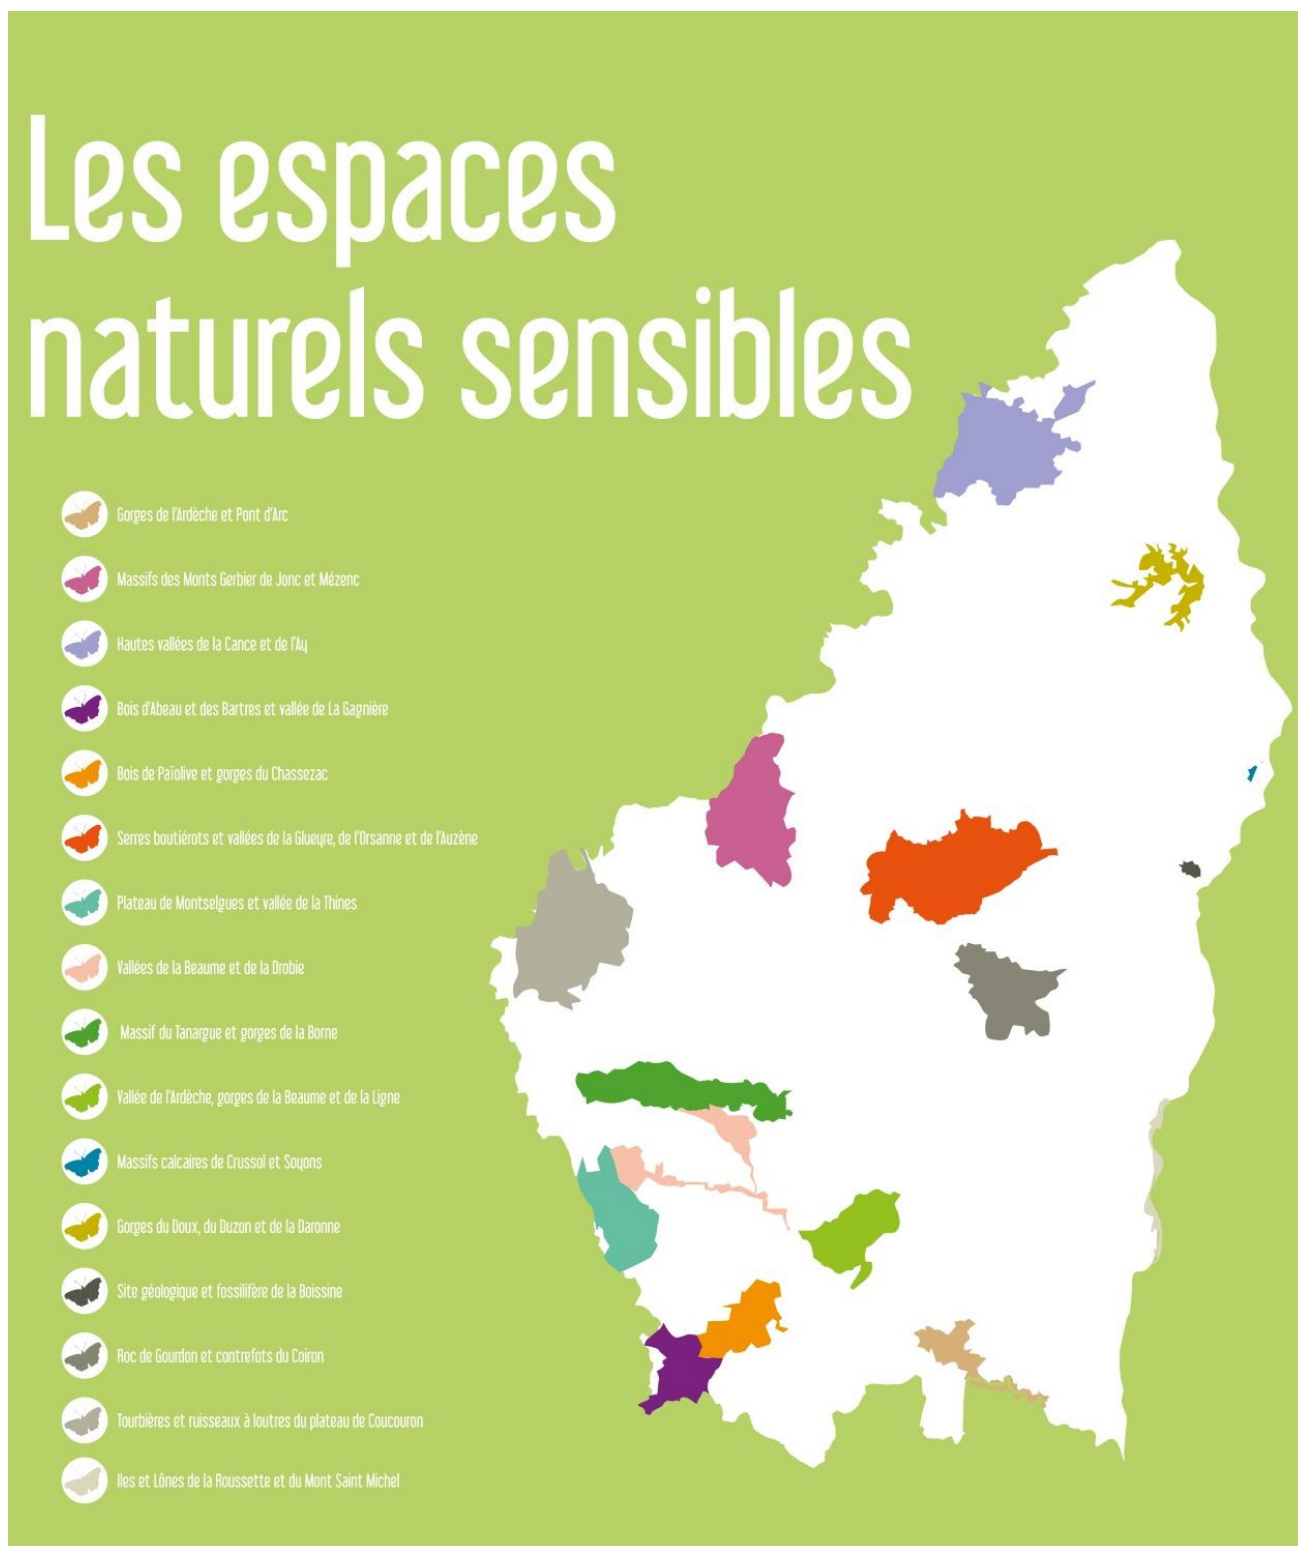 Les espaces
naturels sensibles
Gorges de l'Ardèche et Pont d'Arc
Massifs des Monts Gerbier de Jonc et Mézenc
Hautes vallées de la Cance et de l'Ay
Bois d'Abeau et des Bartres et vallée de La Gagnière
Bois de Païolive et gorges du Chassezac
Serres boutiérots et vallées de la Glueyre, de l'Orsanne et de l'Auzène
Plateau de Montselgues et vallée de la Thines
Vallées de la Beaume et de la Drobie
Massif du Tanargue et gorges de la Borne
Vallée de l'Ardèche, gorges de la Beaume et de la Ligne
Massifs calcaires de Crussol et Soyons
Gorges du Doux, du Duzon et de la Daronne
Site géologique et fossilifère de la Boissine
Roc de Gourdon et contrefots du Coiron
Tourbières et ruisseaux à loutres du plateau de Coucouron
Iles et Lônes de la Roussette et du Mont Saint Michel